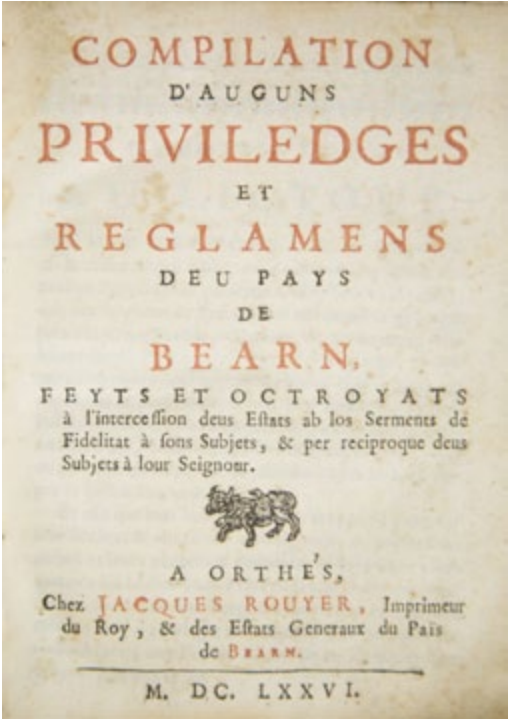 COMPILATION
D'AUGUNS
PRIVILEDGES
ET
REGLAMENS
DEU PAYS
DE
BEARN,
FEYTS ET OCTROYATS
à l'interceſſion deus Eſtats ab los Serments de
Fidelitat à ſons Subjets, & per reciproque deus
Subjets à lour Seignour.
A ORTHE'S,
Chez JACQUES ROUYER, Imprimeur
du Roy, & des Eſtats Generaux du Païs
de BEARN.
M. DC. LXXVI.